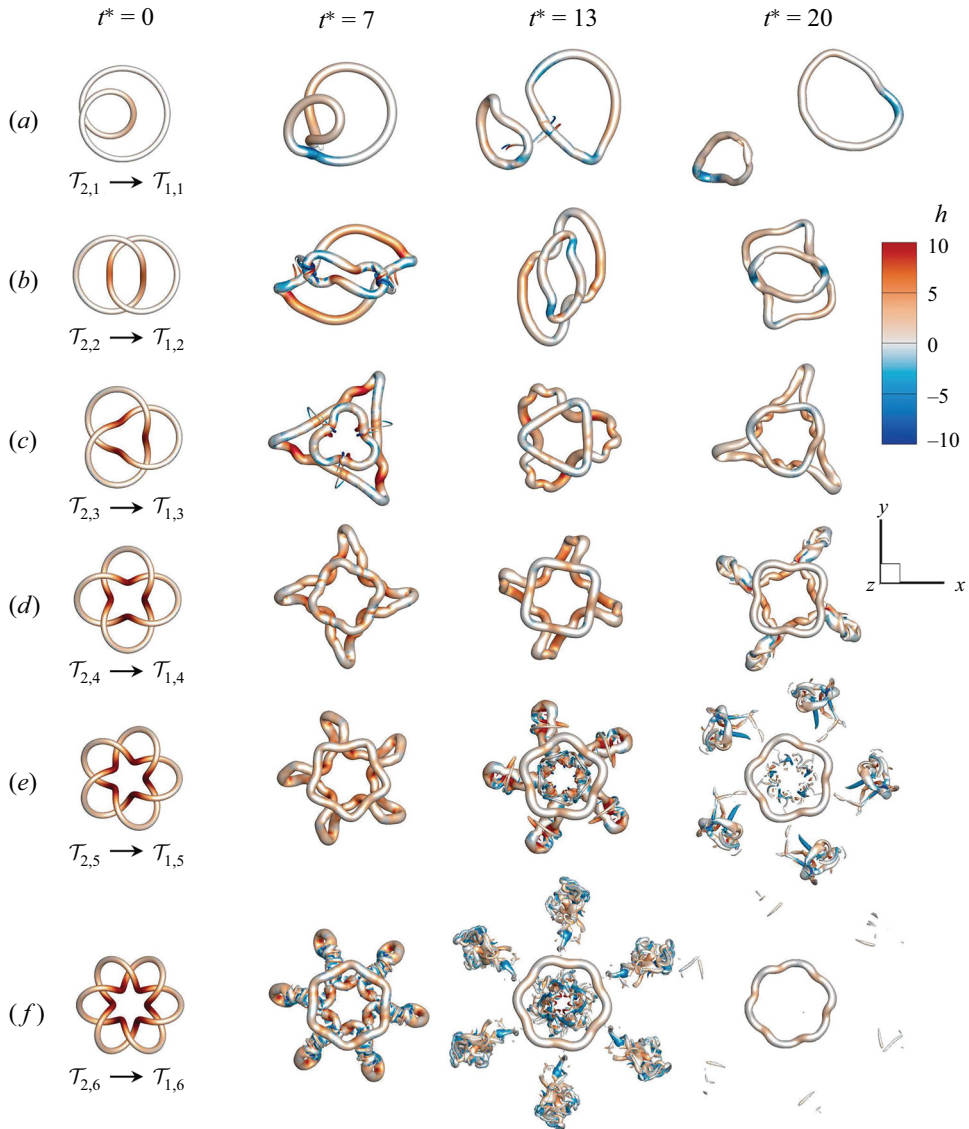 t* = 0 t* = 7 t* = 13 t* = 20
(a)
𝒯2,1 → 𝒯1,1
h
10
(b)
5
0
𝒯2,2 → 𝒯1,2
−5
(c)
−10
𝒯2,3 → 𝒯1,3
y
(d)
z x
𝒯2,4 → 𝒯1,4
(e)
𝒯2,5 → 𝒯1,5
(f)
𝒯2,6 → 𝒯1,6